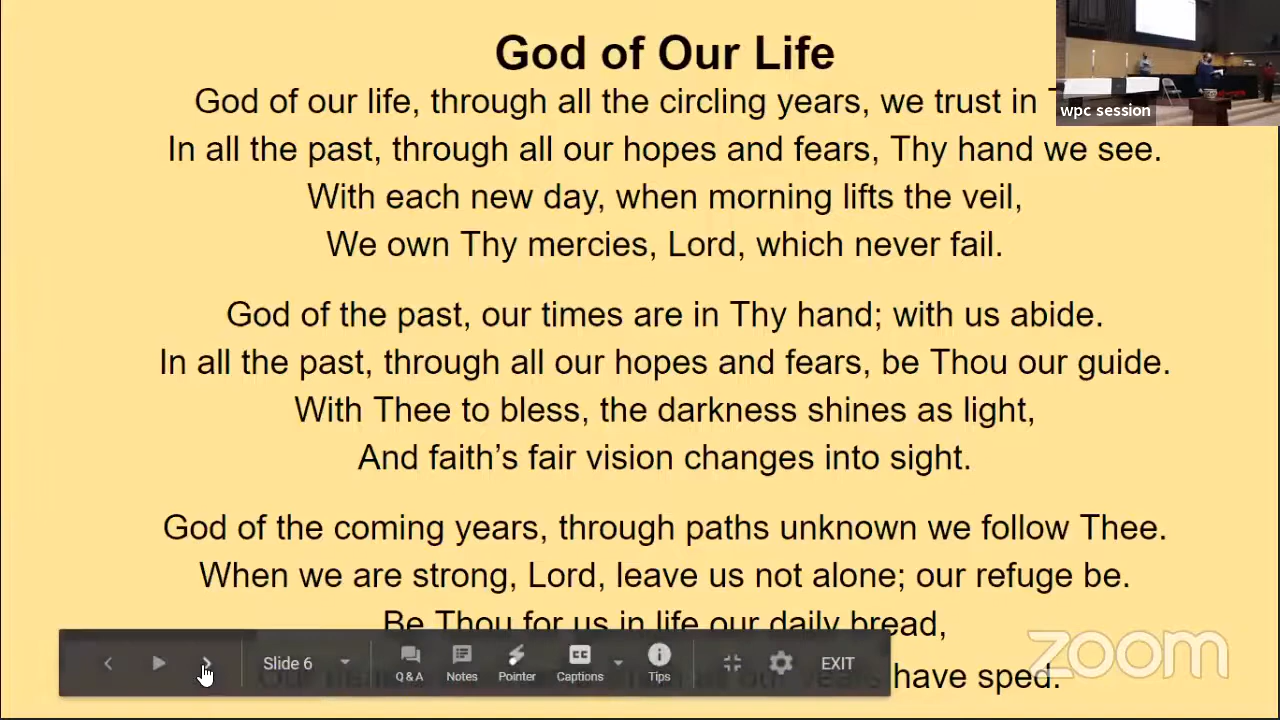 God of Our Life
God of our life, through all the circling years, we trust in
In all the past, through all our hopes and fears, Thy hand we see.
With each new day, when morning lifts the veil,
We own Thy mercies, Lord, which never fail.
God of the past, our times are in Thy hand; with us abide.
In all the past, through all our hopes and fears, be Thou our guide.
With Thee to bless, the darkness shines as light,
And faith’s fair vision changes into sight.
God of the coming years, through paths unknown we follow Thee.
When we are strong, Lord, leave us not alone; our refuge be.
Be Thou for us in life our daily bread,
have sped.
wpc session
Slide 6
Q & A
Notes
Pointer
Captions
Tips
EXIT
zoom